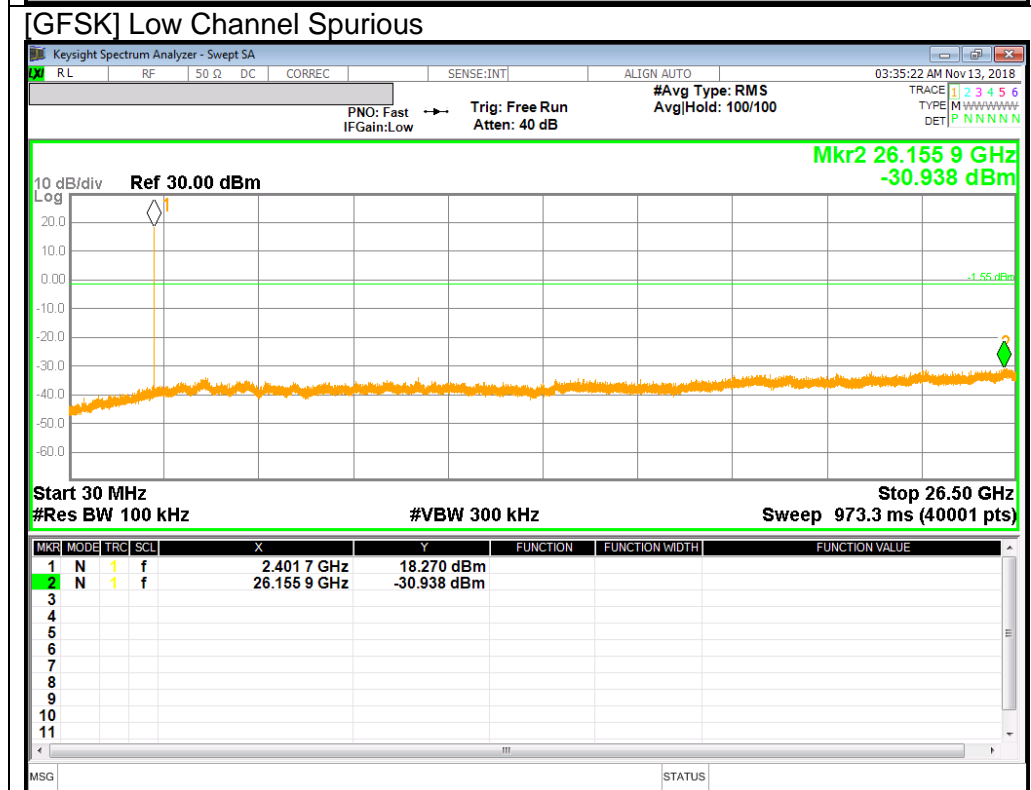 [GFSK] Low Channel Spurious
Keysight Spectrum Analyzer - Swept SA
LXI RL RF 50 Ω DC CORREC SENSE:INT ALIGN AUTO 03:35:22 AM Nov 13, 2018
PNO: Fast Trig: Free Run #Avg Type: RMS TRACE 1 2 3 4 5 6
IFGain:Low Atten: 40 dB Avg|Hold: 100/100 TYPE M WWWWW
DET P N N N N N
Mkr2 26.155 9 GHz
10 dB/div Ref 30.00 dBm -30.938 dBm
Log
1
20.0
10.0
0.00
-1.55 dBm
-10.0
-20.0
2
-30.0
-40.0
-50.0
-60.0
Start 30 MHz Stop 26.50 GHz
#Res BW 100 kHz #VBW 300 kHz Sweep 973.3 ms (40001 pts)
MKR MODE TRC SCL X Y FUNCTION FUNCTION WIDTH FUNCTION VALUE
1 N 1 f 2.401 7 GHz 18.270 dBm
2 N 1 f 26.155 9 GHz -30.938 dBm
3
4
5
6
7
8
9
10
11
MSG STATUS